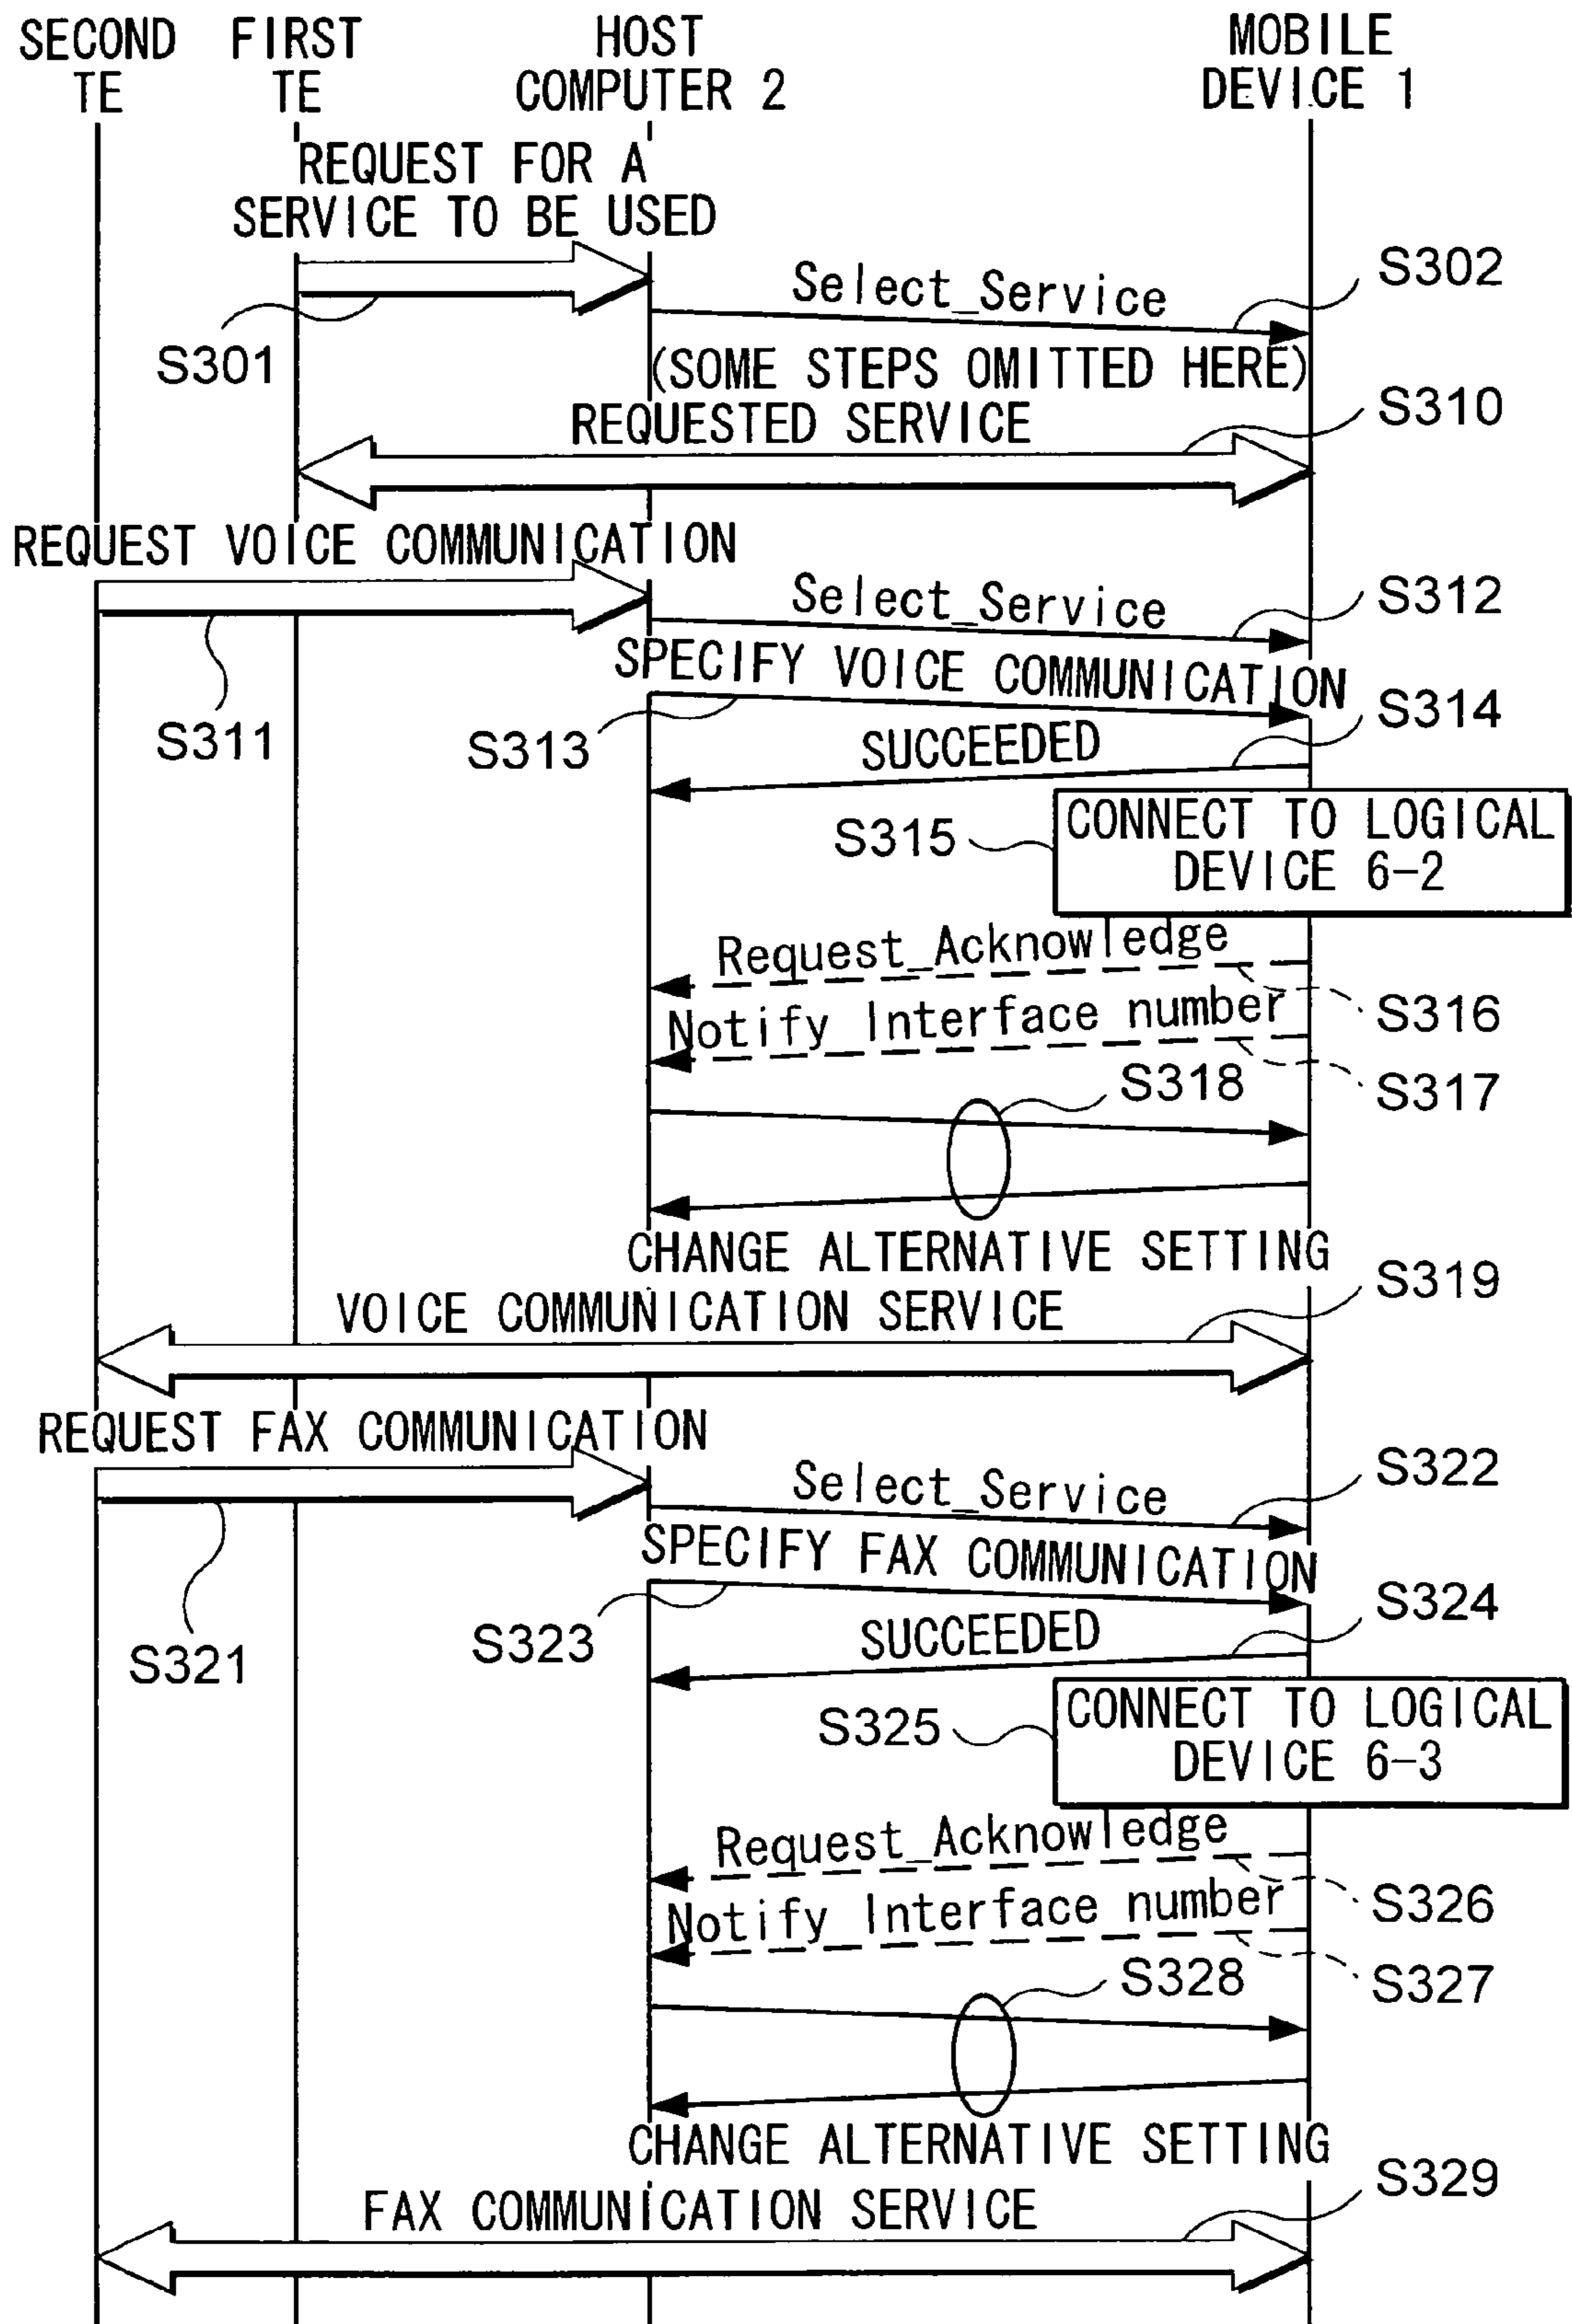 SECOND TE
FIRST TE
HOST COMPUTER 2
MOBILE DEVICE 1
REQUEST FOR A
SERVICE TO BE USED
S301
Select_Service
S302
(SOME STEPS OMITTED HERE)
REQUESTED SERVICE
S310
REQUEST VOICE COMMUNICATION
S311
Select_Service
S312
SPECIFY VOICE COMMUNICATION
S313
SUCCEEDED
S314
CONNECT TO LOGICAL
DEVICE 6-2
S315
Request_Acknowledge
S316
Notify_Interface number
S317
S318
CHANGE ALTERNATIVE SETTING
VOICE COMMUNICATION SERVICE
S319
REQUEST FAX COMMUNICATION
S321
Select_Service
S322
SPECIFY FAX COMMUNICATION
S323
SUCCEEDED
S324
CONNECT TO LOGICAL
DEVICE 6-3
S325
Request_Acknowledge
S326
Notify_Interface number
S327
S328
CHANGE ALTERNATIVE SETTING
FAX COMMUNICATION SERVICE
S329